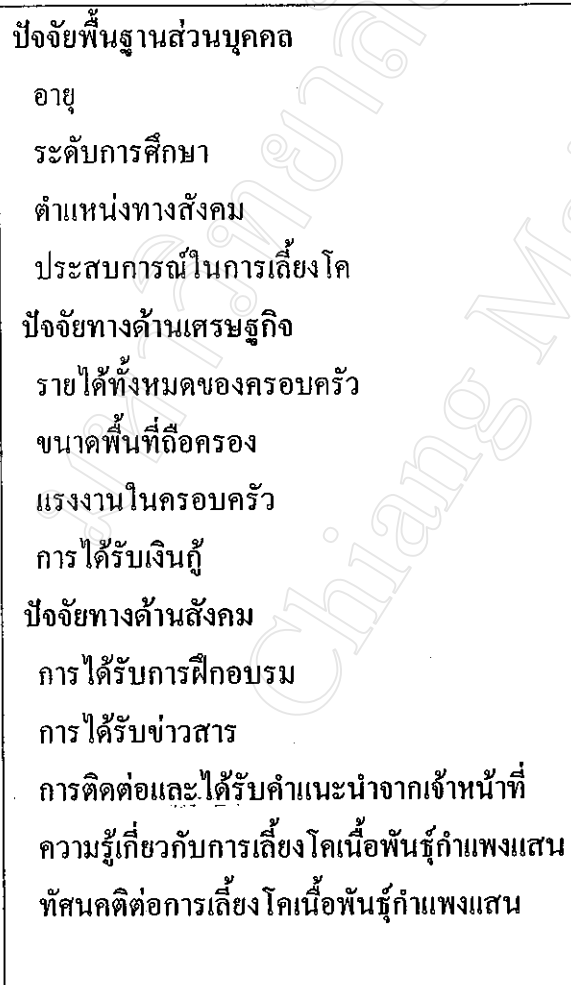 ปัจจัยพื้นฐานส่วนบุคคล
อายุ
ระดับการศึกษา
ตำแหน่งทางสังคม
ประสบการณ์ในการเลี้ยงโค
ปัจจัยทางด้านเศรษฐกิจ
รายได้ทั้งหมดของครอบครัว
ขนาดพื้นที่ถือครอง
แรงงานในครอบครัว
การได้รับเงินกู้
ปัจจัยทางด้านสังคม
การได้รับการฝึกอบรม
การได้รับข่าวสาร
การติดต่อและได้รับคำแนะนำจากเจ้าหน้าที่
ความรู้เกี่ยวกับการเลี้ยงโคเนื้อพันธุ์กำแพงแสน
ทัศนคติต่อการเลี้ยงโคเนื้อพันธุ์กำแพงแสน